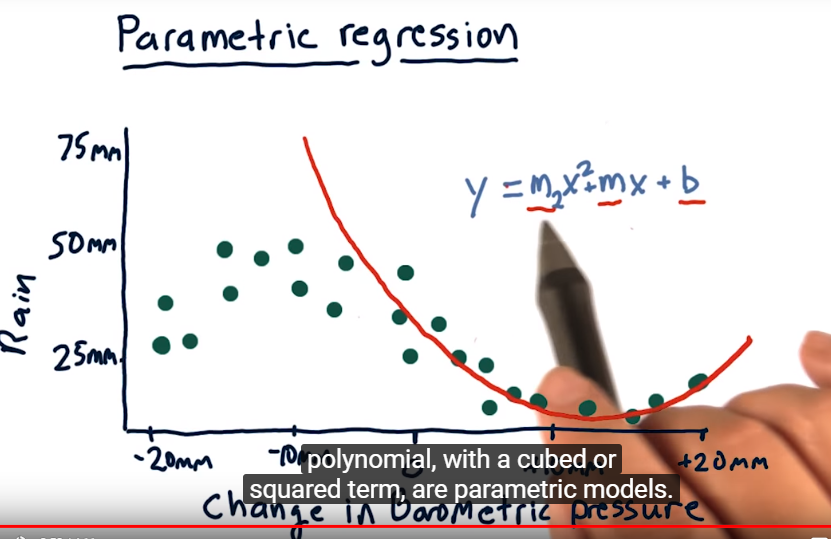 Parametric regression
75mm
y = m₂x²+mx + b
50mm
Rain
25mm
polynomial, with a cubed or
squared term, are parametric models.
-20mm
+20mm
Change in Barometric pressure